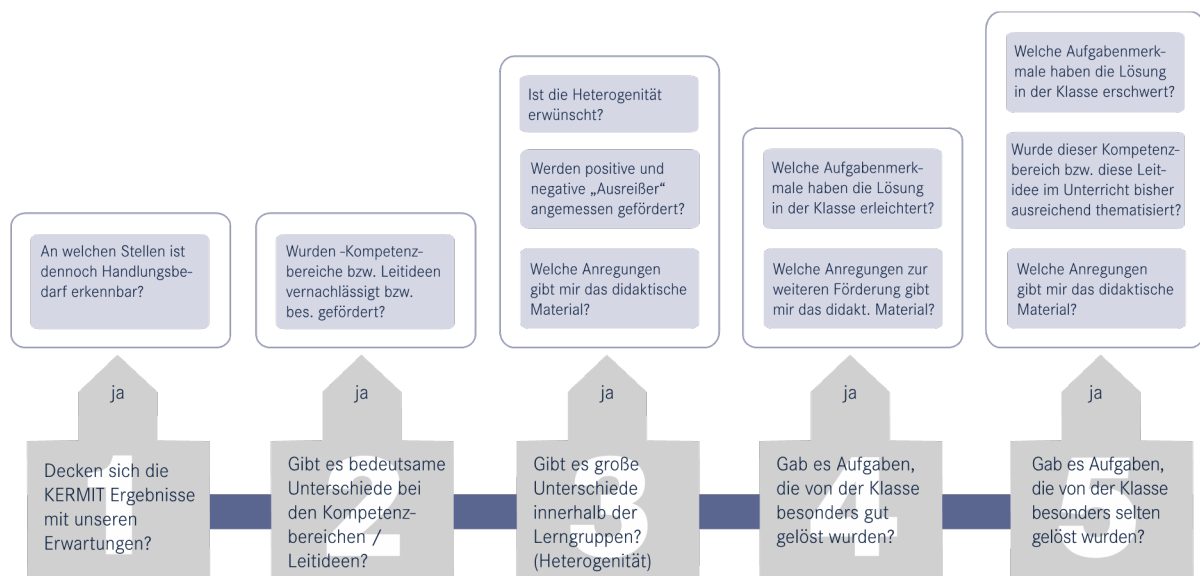 An welchen Stellen ist
dennoch Handlungsbe-
darf erkennbar?
ja
1
Decken sich die
KERMIT Ergebnisse
mit unseren
Erwartungen?
Wurden -Kompetenz-
bereiche bzw. Leitideen
vernachlässigt bzw.
bes. gefördert?
ja
2
Gibt es bedeutsame
Unterschiede bei
den Kompetenz-
bereichen /
Leitideen?
Ist die Heterogenität
erwünscht?
Werden positive und
negative „Ausreißer“
angemessen gefördert?
Welche Anregungen
gibt mir das didaktische
Material?
ja
3
Gibt es große
Unterschiede
innerhalb der
Lerngruppen?
(Heterogenität)
Welche Aufgabenmerk-
male haben die Lösung
in der Klasse erleichtert?
Welche Anregungen zur
weiteren Förderung gibt
mir das didakt. Material?
ja
4
Gab es Aufgaben,
die von der Klasse
besonders gut
gelöst wurden?
Welche Aufgabenmerk-
male haben die Lösung
in der Klasse erschwert?
Wurde dieser Kompetenz-
bereich bzw. diese Leit-
idee im Unterricht bisher
ausreichend thematisiert?
Welche Anregungen
gibt mir das didaktische
Material?
ja
5
Gab es Aufgaben,
die von der Klasse
besonders selten
gelöst wurden?